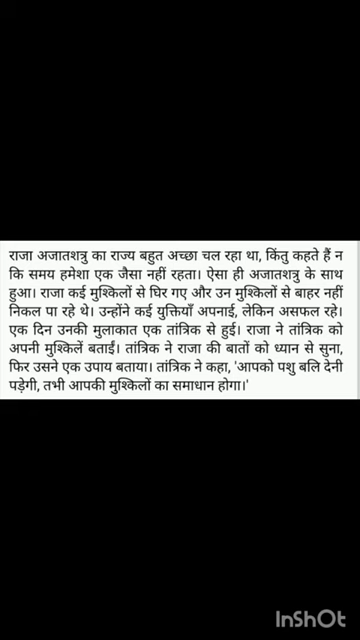 राजा अजातशत्रु का राज्य बहुत अच्छा चल रहा था, किंतु कहते हैं न
कि समय हमेशा एक जैसा नहीं रहता। ऐसा ही अजातशत्रु के साथ
हुआ। राजा कई मुश्किलों से घिर गए और उन मुश्किलों से बाहर नहीं
निकल पा रहे थे। उन्होंने कई युक्तियाँ अपनाई, लेकिन असफल रहे।
एक दिन उनकी मुलाकात एक तांत्रिक से हुई। राजा ने तांत्रिक को
अपनी मुश्किलें बताईं। तांत्रिक ने राजा की बातों को ध्यान से सुना,
फिर उसने एक उपाय बताया। तांत्रिक ने कहा, 'आपको पशु बलि देनी
पड़ेगी, तभी आपकी मुश्किलों का समाधान होगा।'
InShOt